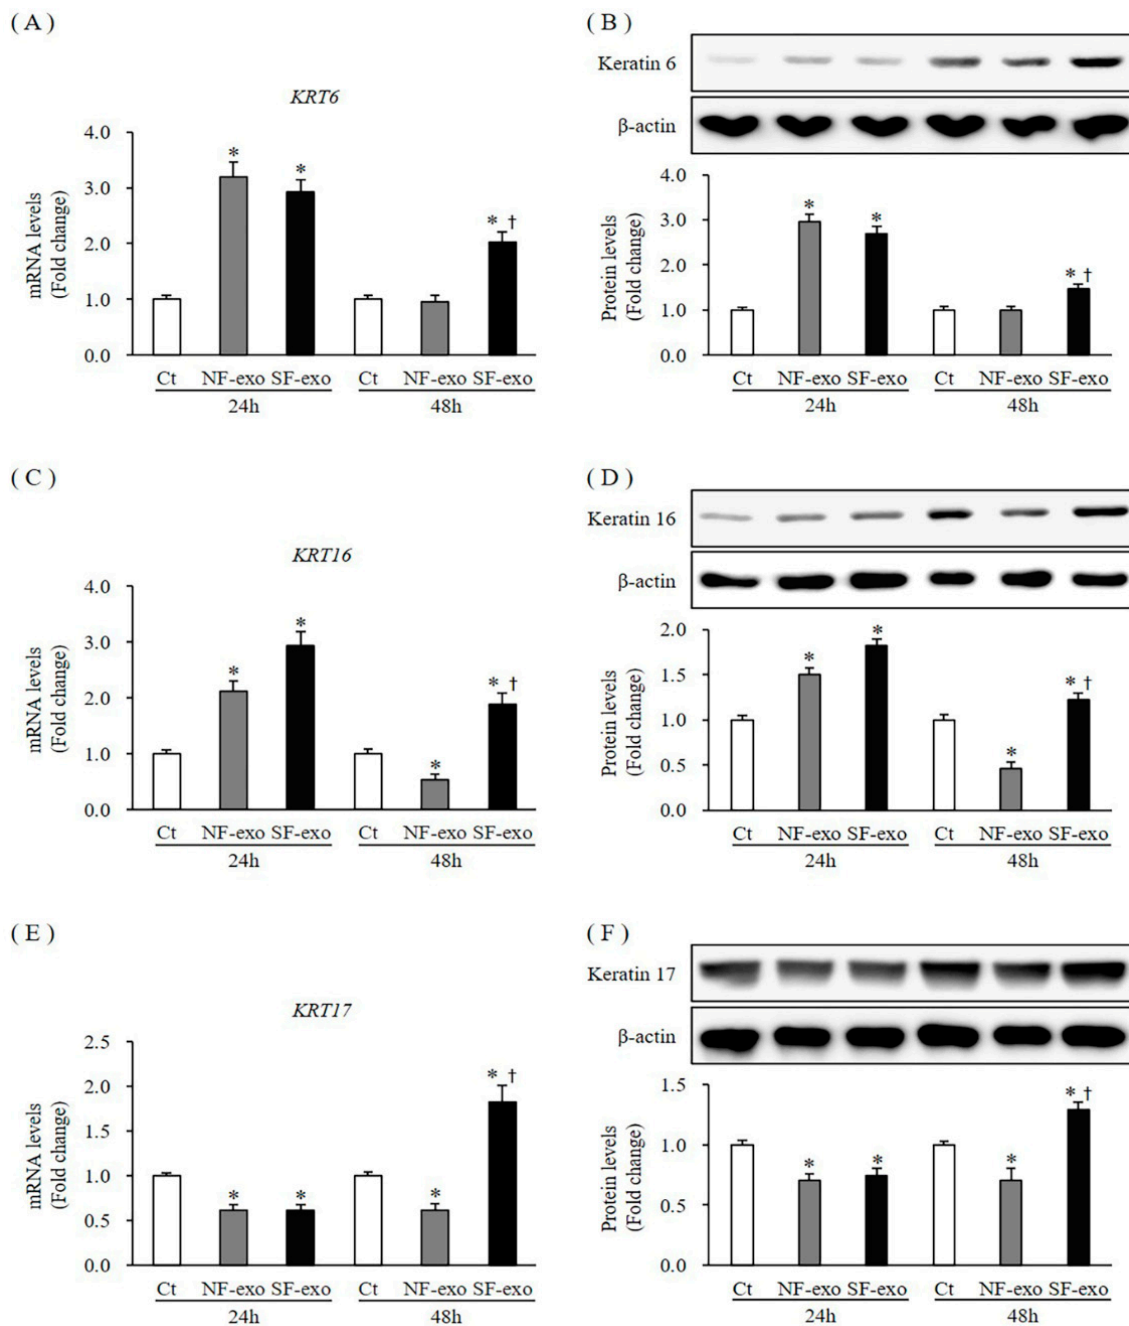 ( A )
KRT6
mRNA levels
(Fold change)
4.0
3.0
2.0
1.0
0.0
*
*
* †
Ct NF-exo SF-exo Ct NF-exo SF-exo
24h 48h
( B )
Keratin 6
β-actin
Protein levels
(Fold change)
4.0
3.0
2.0
1.0
0.0
*
*
* †
Ct NF-exo SF-exo Ct NF-exo SF-exo
24h 48h
( C )
KRT16
mRNA levels
(Fold change)
4.0
3.0
2.0
1.0
0.0
*
*
*
* †
Ct NF-exo SF-exo Ct NF-exo SF-exo
24h 48h
( D )
Keratin 16
β-actin
Protein levels
(Fold change)
2.0
1.5
1.0
0.5
0.0
*
*
*
* †
Ct NF-exo SF-exo Ct NF-exo SF-exo
24h 48h
( E )
KRT17
mRNA levels
(Fold change)
2.5
2.0
1.5
1.0
0.5
0.0
*
*
*
* †
Ct NF-exo SF-exo Ct NF-exo SF-exo
24h 48h
( F )
Keratin 17
β-actin
Protein levels
(Fold change)
1.5
1.0
0.5
0.0
*
*
*
* †
Ct NF-exo SF-exo Ct NF-exo SF-exo
24h 48h